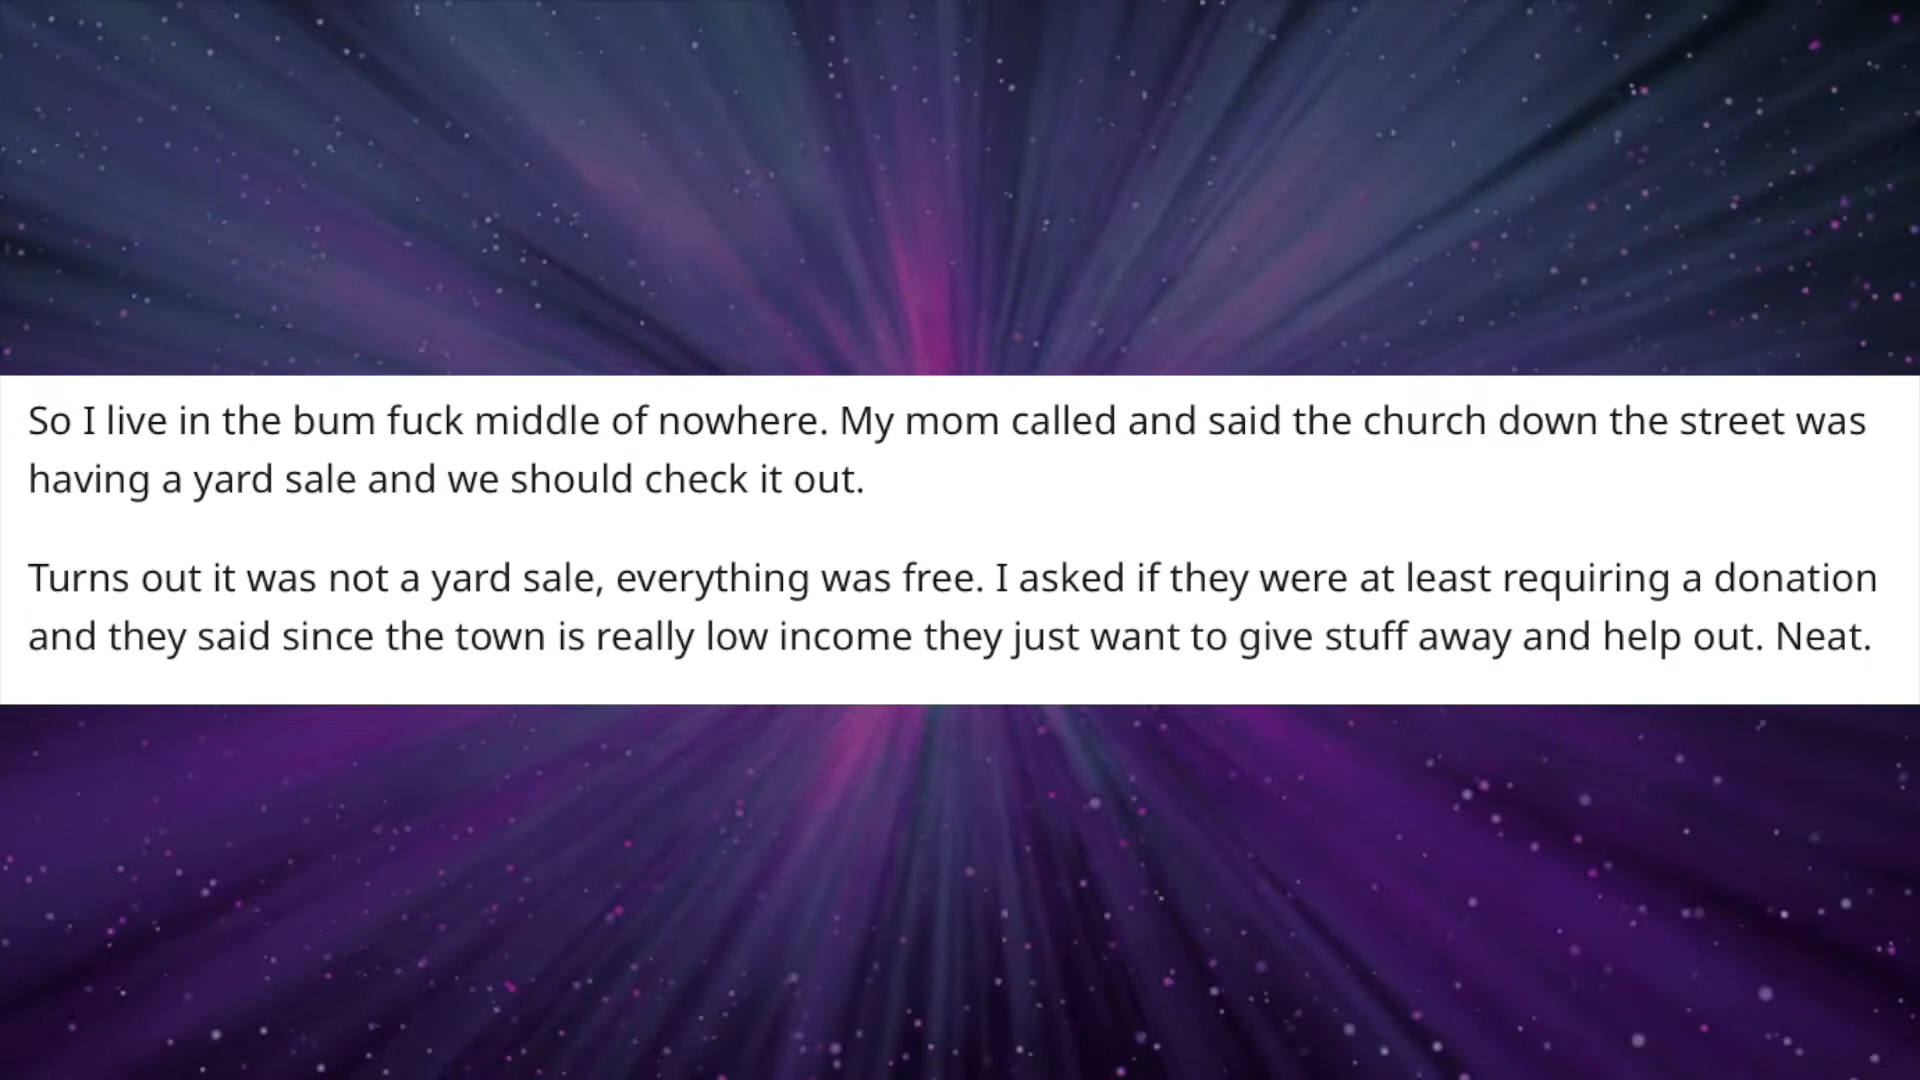 So I live in the bum fuck middle of nowhere. My mom called and said the church down the street was
having a yard sale and we should check it out.
Turns out it was not a yard sale, everything was free. I asked if they were at least requiring a donation
and they said since the town is really low income they just want to give stuff away and help out. Neat.